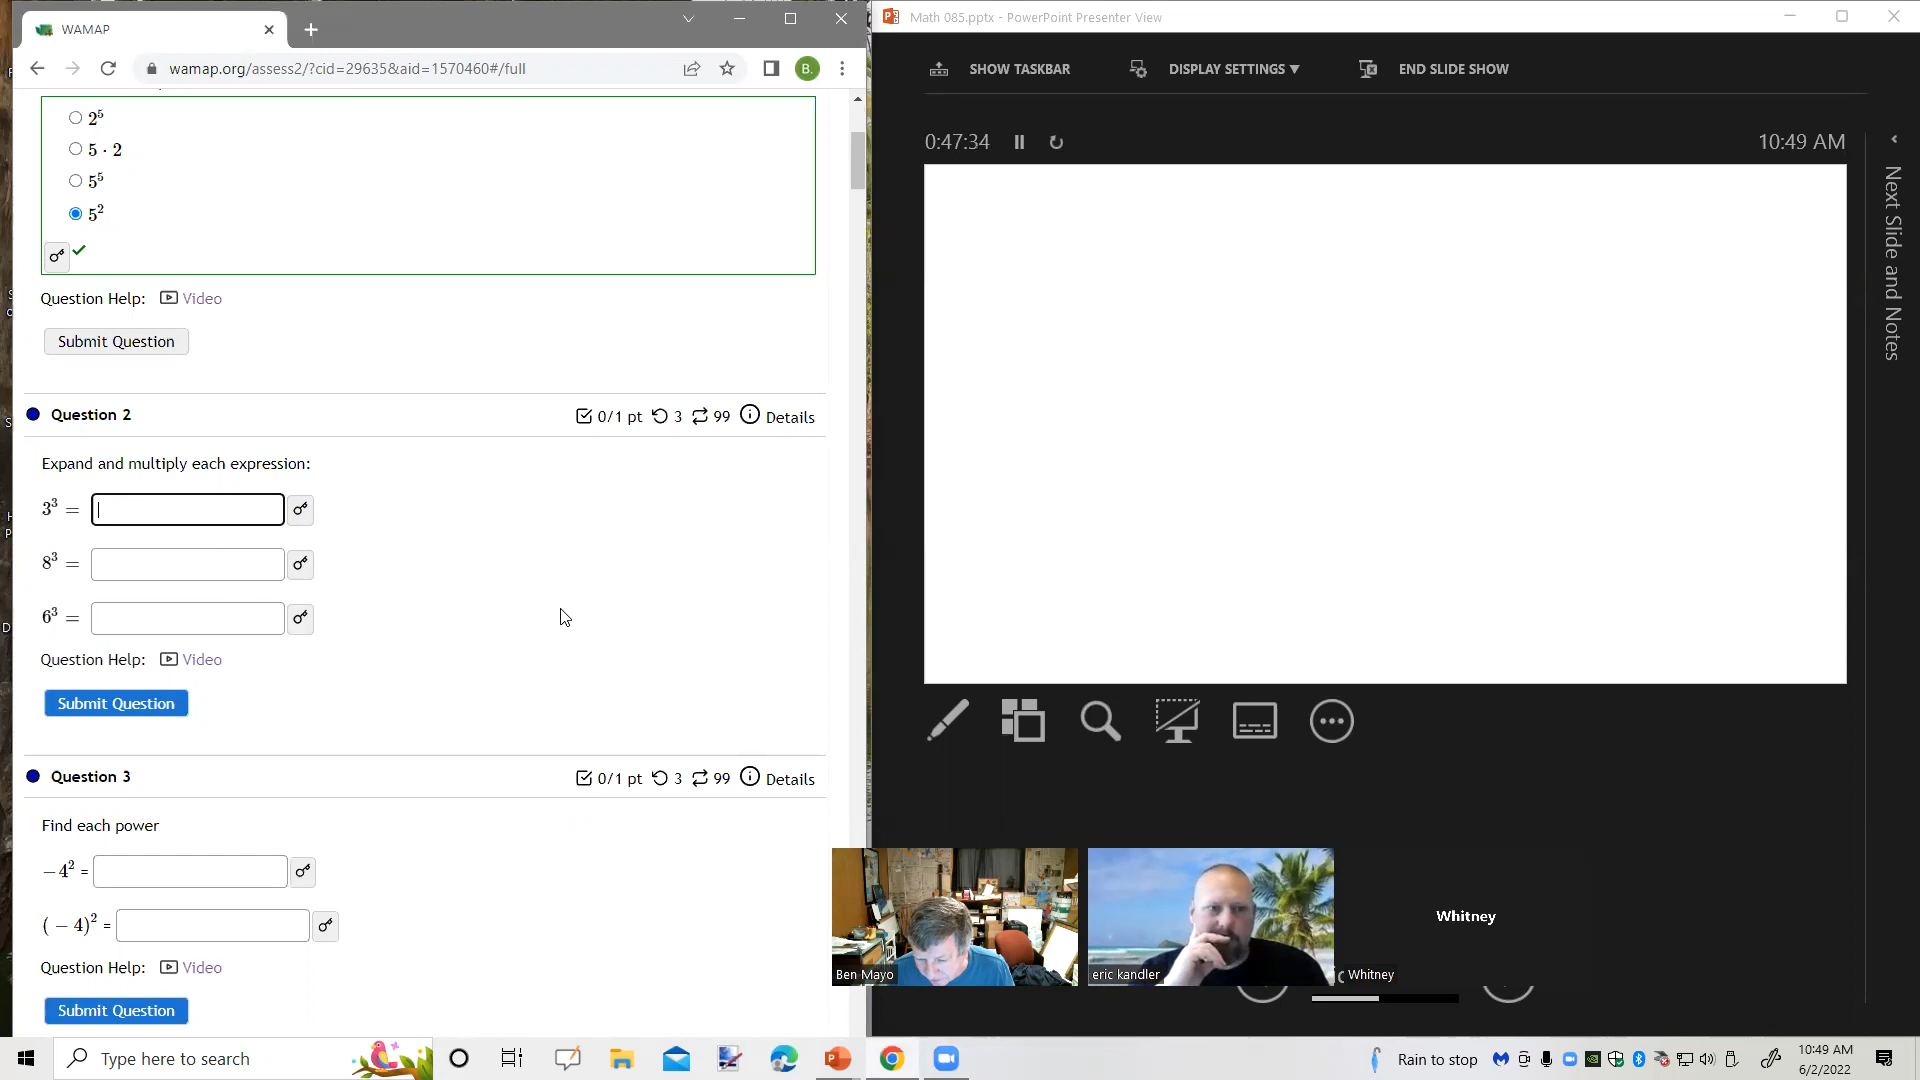 WAMAP
Math 085.pptx - PowerPoint Presenter View
wamap.org/assess2/?cid=29635&aid=1570460#/full
B.
SHOW TASKBAR
DISPLAY SETTINGS ▼
END SLIDE SHOW
0:47:34
10:49 AM
Next Slide and Notes
2⁵
5 · 2
5⁵
5²
Question Help: Video
Submit Question
Question 2
0/1 pt 3 99 Details
Expand and multiply each expression:
3³ =
8³ =
6³ =
Question Help: Video
Submit Question
Question 3
0/1 pt 3 99 Details
Find each power
−4² =
(−4)² =
Question Help: Video
Submit Question
Ben Mayo
eric kandler
Whitney
Whitney
Type here to search
Rain to stop
10:49 AM
6/2/2022